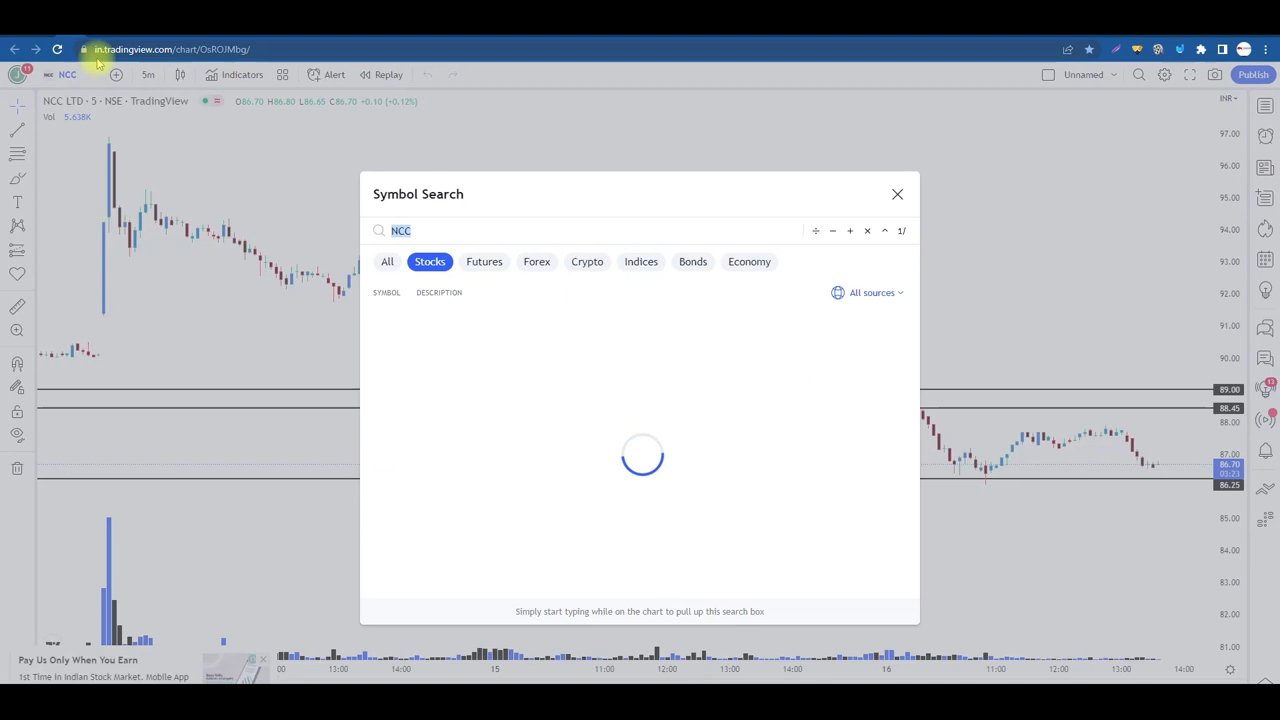 in.tradingview.com/chart/OsROJMbg/
11
NCC
5m
Indicators
Alert
Replay
Unnamed
Publish
NCC LTD · 5 · NSE · TradingView
O86.70 H86.80 L86.65 C86.70 +0.10 (+0.12%)
INR
Vol 5.638K
97.00
96.00
95.00
94.00
93.00
92.00
91.00
90.00
89.00
88.45
88.00
87.00
86.70
03:23
86.25
85.00
84.00
83.00
82.00
81.00
13
Symbol Search
NCC
1/
All
Stocks
Futures
Forex
Crypto
Indices
Bonds
Economy
SYMBOL
DESCRIPTION
All sources
Simply start typing while on the chart to pull up this search box
Pay Us Only When You Earn
1st Time in Indian Stock Market. Mobile App
:00 13:00 14:00 15 11:00 12:00 13:00 14:00 16 11:00 12:00 13:00 14:00